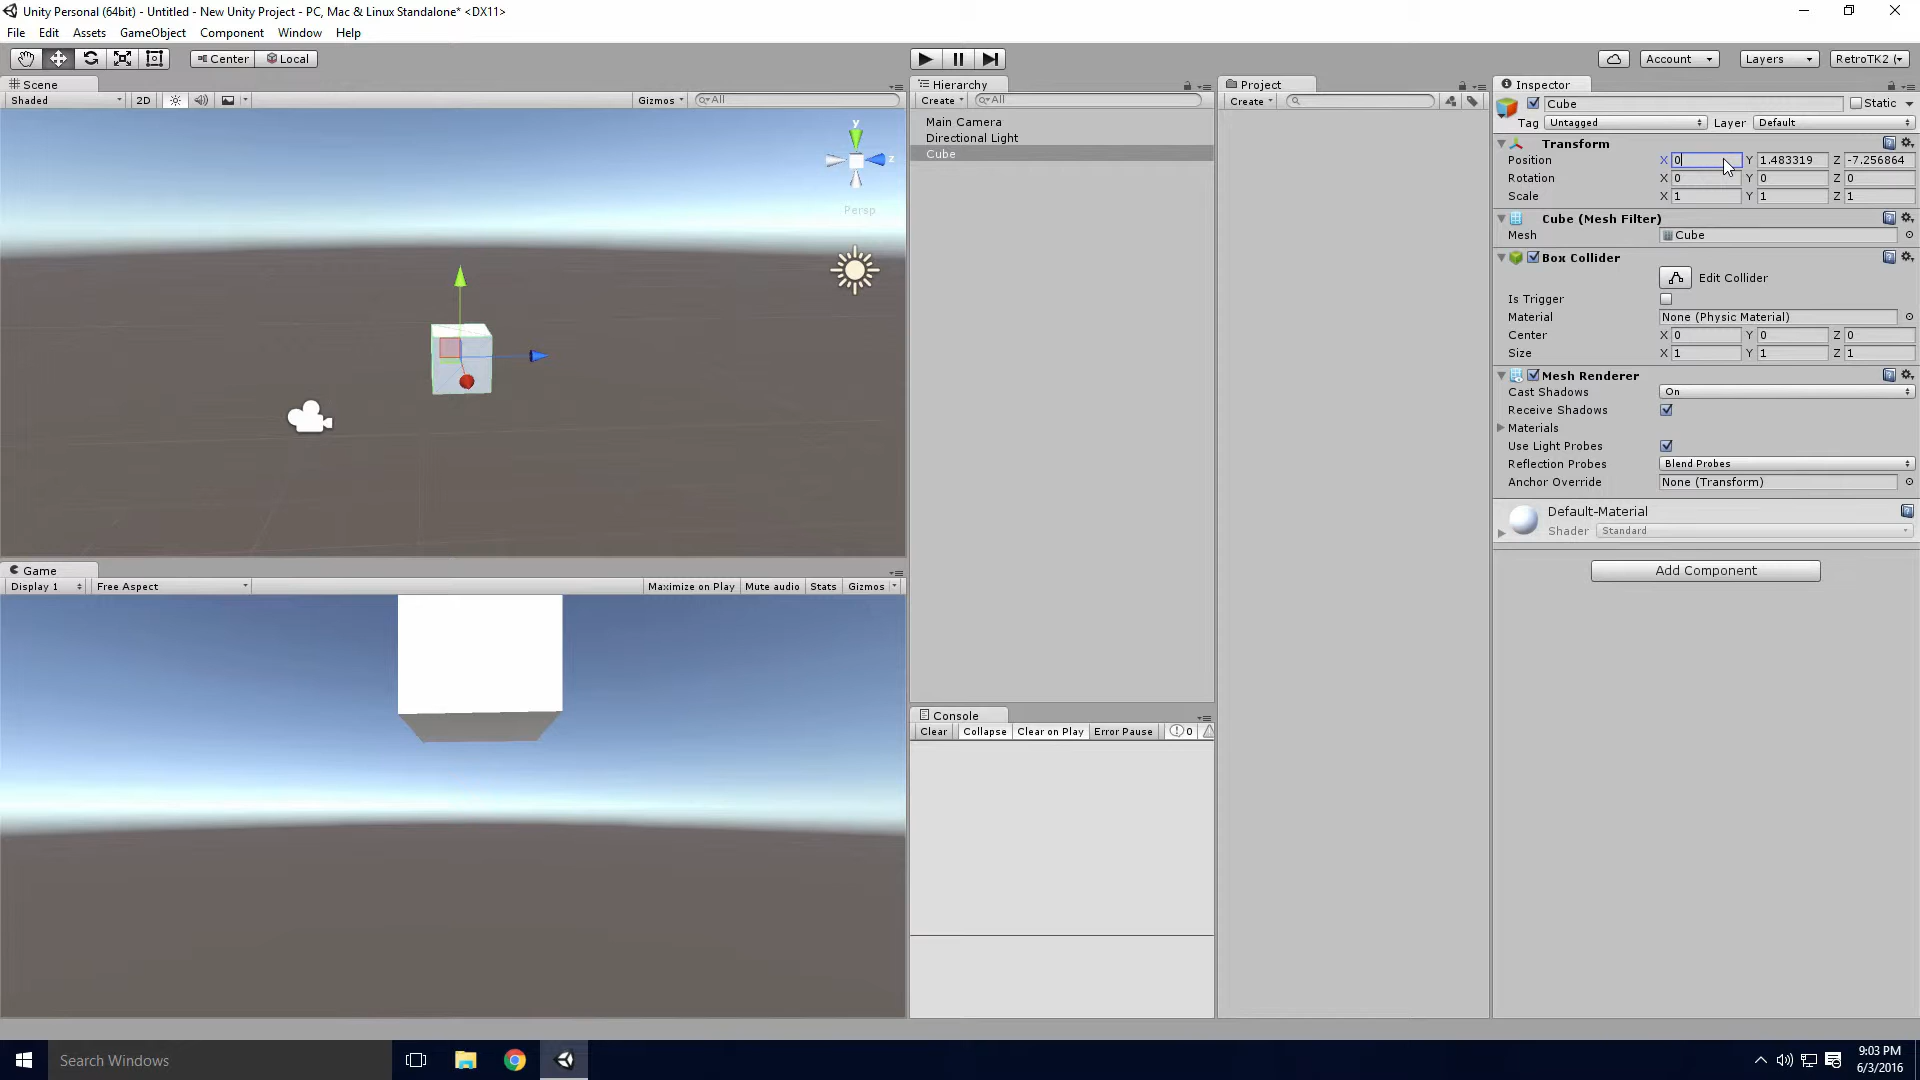 Unity Personal (64bit) - Untitled - New Unity Project - PC, Mac & Linux Standalone* <DX11>
File Edit Assets GameObject Component Window Help
Center Local Account Layers RetroTK2 (
Scene
Shaded 2D Gizmos All
y
z
Persp
Game
Display 1 Free Aspect Maximize on Play Mute audio Stats Gizmos
Hierarchy
Create All
Main Camera
Directional Light
Cube
Console
Clear Collapse Clear on Play Error Pause 0
Project
Create
Inspector
Cube Static
Tag Untagged Layer Default
Transform
Position X 0 Y 1.483319 Z -7.256864
Rotation X 0 Y 0 Z 0
Scale X 1 Y 1 Z 1
Cube (Mesh Filter)
Mesh Cube
Box Collider
Edit Collider
Is Trigger
Material None (Physic Material)
Center X 0 Y 0 Z 0
Size X 1 Y 1 Z 1
Mesh Renderer
Cast Shadows On
Receive Shadows
Materials
Use Light Probes
Reflection Probes Blend Probes
Anchor Override None (Transform)
Default-Material
Shader Standard
Add Component
Search Windows
9:03 PM
6/3/2016